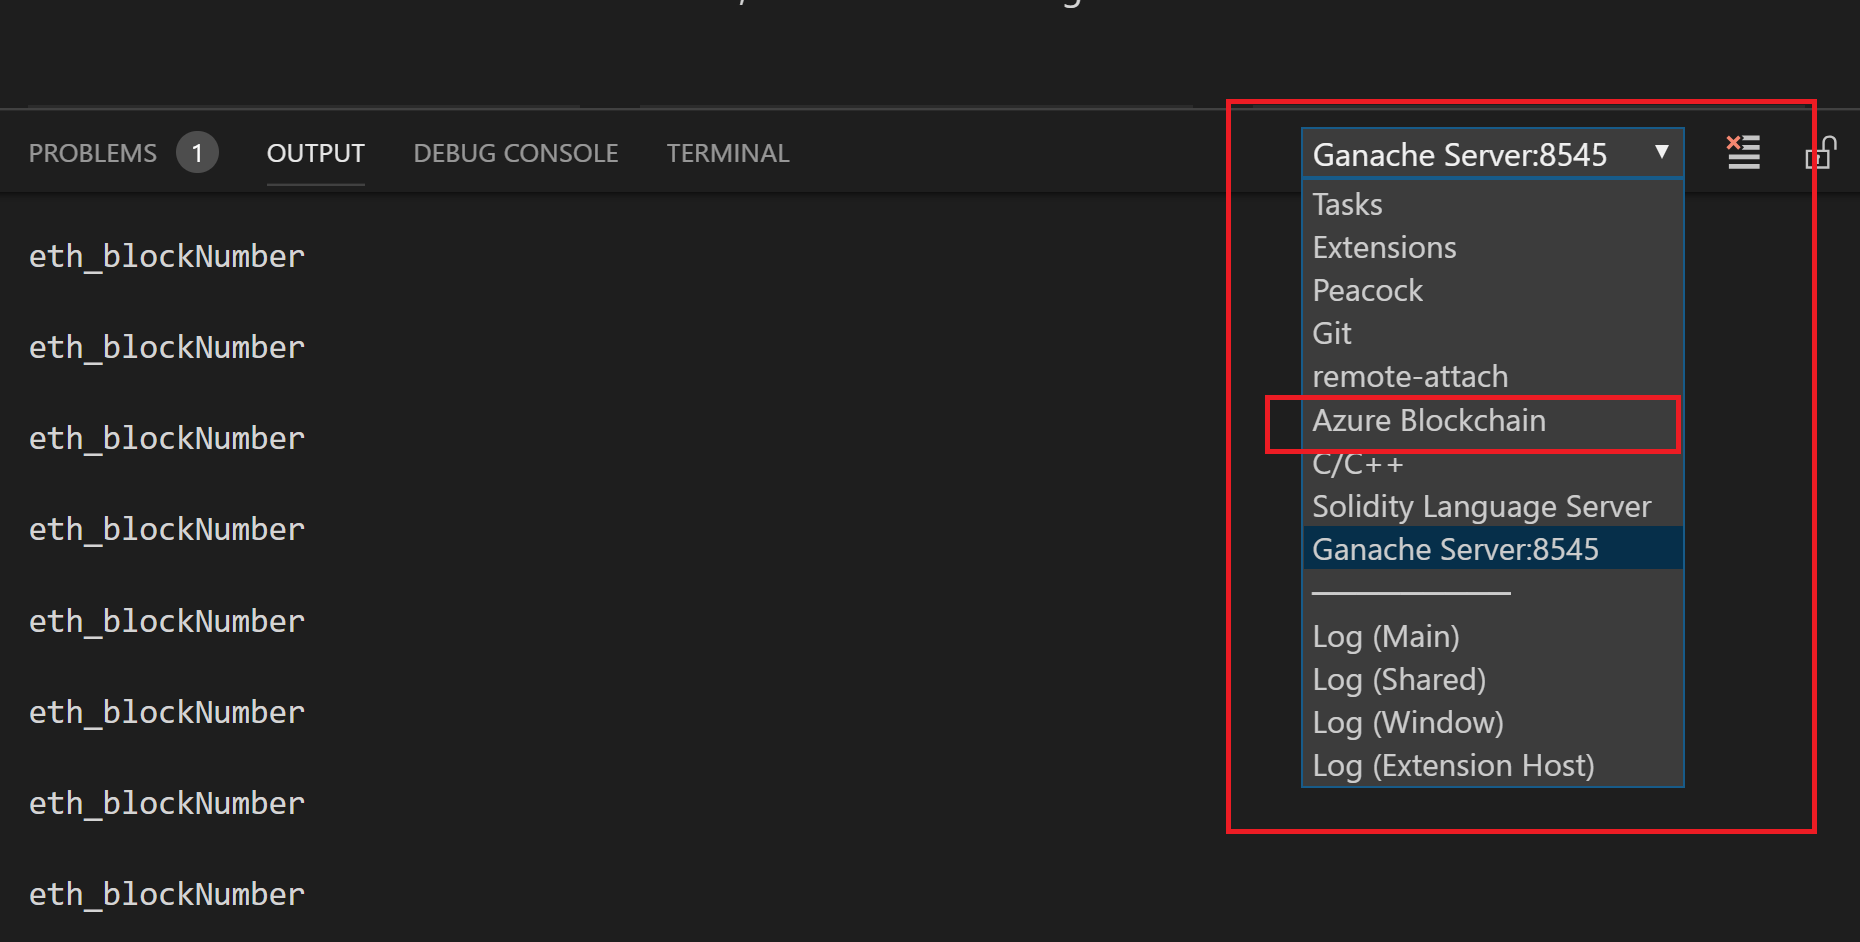 PROBLEMS 1 OUTPUT DEBUG CONSOLE TERMINAL
Ganache Server:8545
eth_blockNumber
eth_blockNumber
eth_blockNumber
eth_blockNumber
eth_blockNumber
eth_blockNumber
eth_blockNumber
eth_blockNumber
Tasks
Extensions
Peacock
Git
remote-attach
Azure Blockchain
C/C++
Solidity Language Server
Ganache Server:8545
Log (Main)
Log (Shared)
Log (Window)
Log (Extension Host)